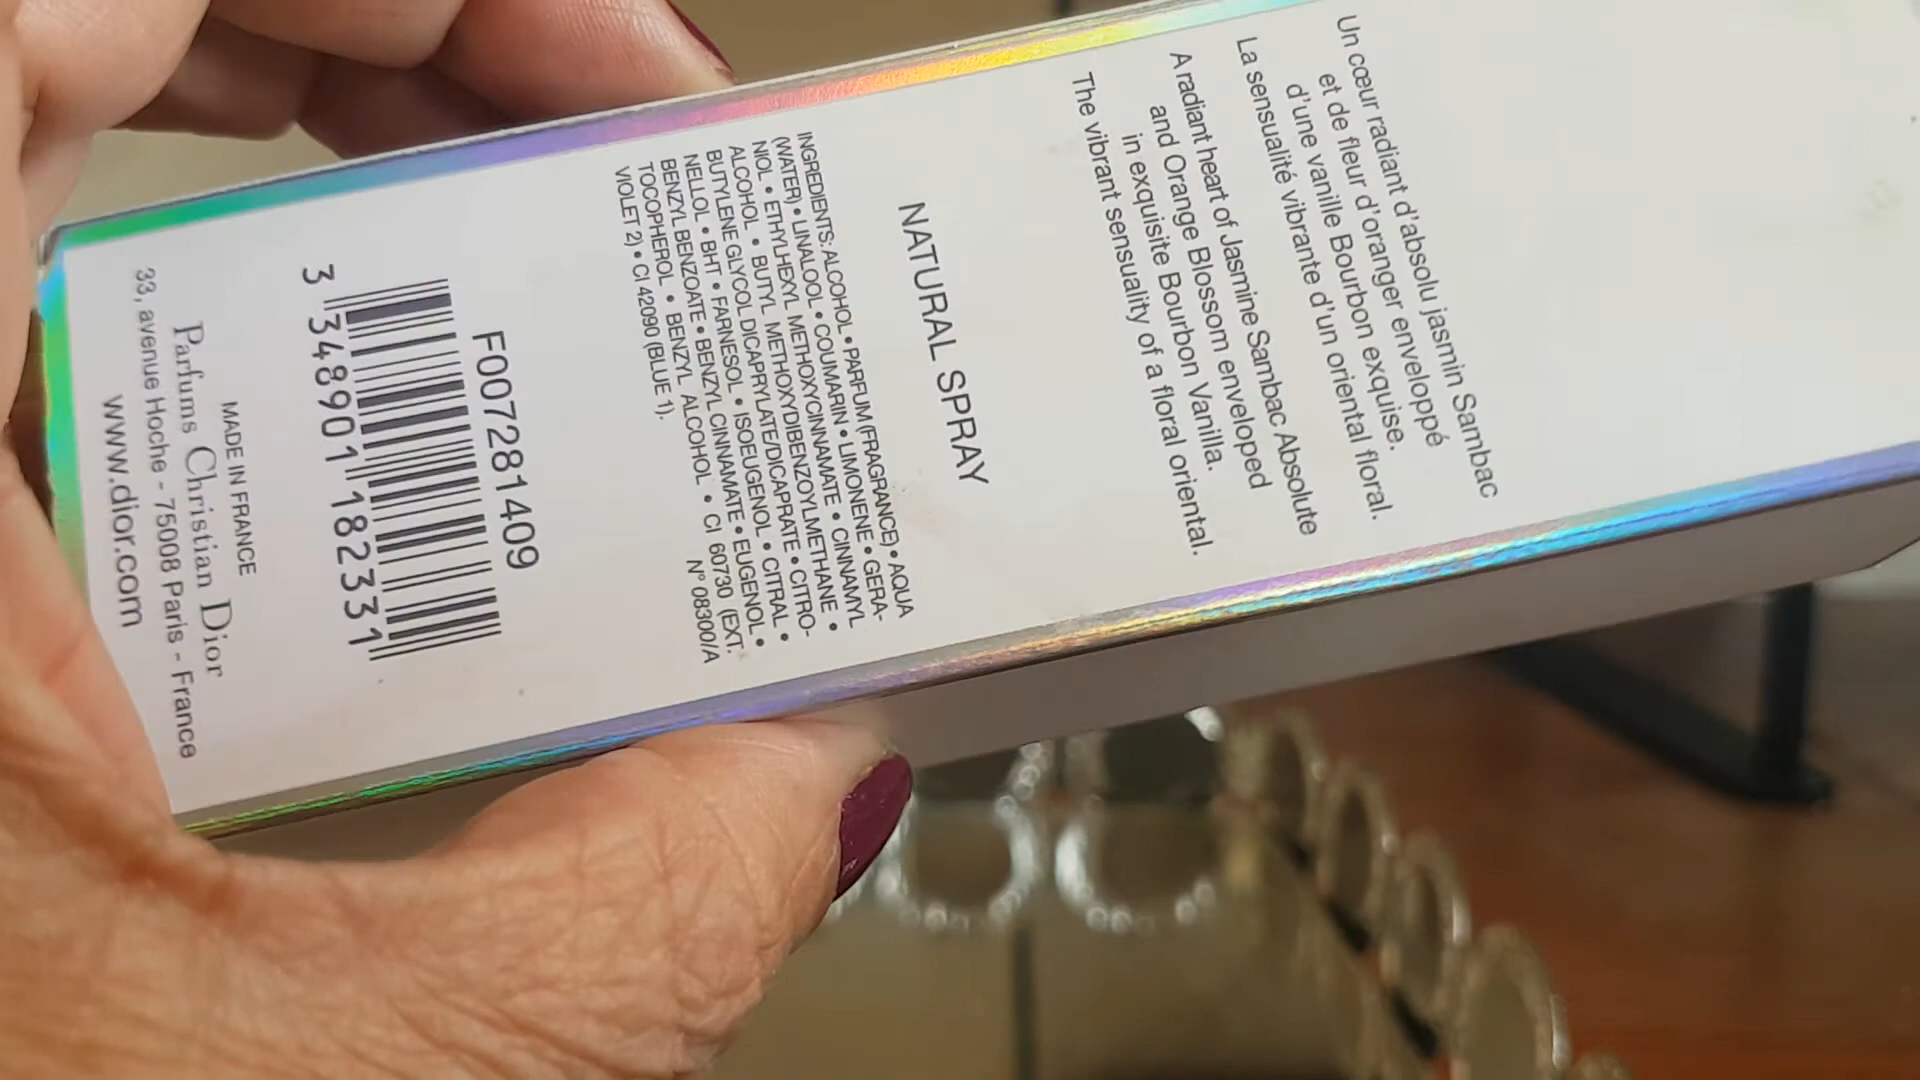 Un cœur radiant d'absolu jasmin Sambac
et de fleur d'oranger enveloppé
d'une vanille Bourbon exquise.
La sensualité vibrante d'un oriental floral.
A radiant heart of Jasmine Sambac Absolute
and Orange Blossom enveloped
in exquisite Bourbon Vanilla.
The vibrant sensuality of a floral oriental.
NATURAL SPRAY
INGREDIENTS: ALCOHOL • PARFUM (FRAGRANCE) • AQUA
(WATER) • LINALOOL • COUMARIN • LIMONENE • GERA-
NIOL • ETHYLHEXYL METHOXYCINNAMATE • CINNAMYL
ALCOHOL • BUTYL METHOXYDIBENZOYLMETHANE •
BUTYLENE GLYCOL DICAPRYLATE/DICAPRATE • CITRO-
NELLOL • BHT • FARNESOL • ISOEUGENOL • CITRAL •
BENZYL BENZOATE • BENZYL CINNAMATE • EUGENOL •
TOCOPHEROL • BENZYL ALCOHOL • CI 60730 (EXT.
VIOLET 2) • CI 42090 (BLUE 1).
N° 08300/A
F007281409
3 348901 182331
MADE IN FRANCE
Parfums Christian Dior
33, avenue Hoche - 75008 Paris - France
www.dior.com